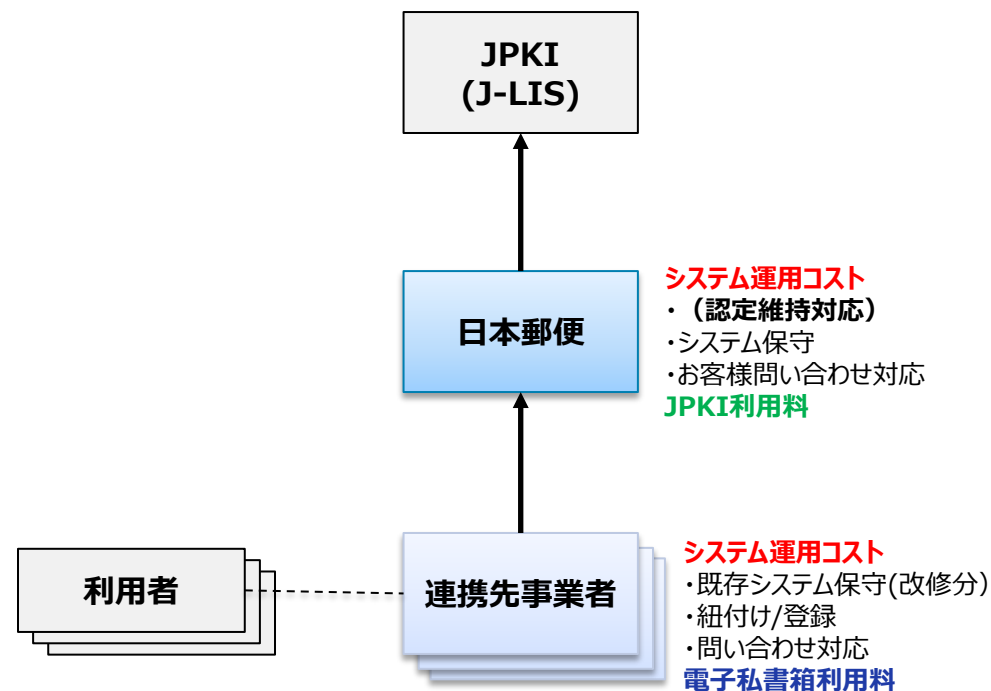 JPKI
(J-LIS)
日本郵便
システム運用コスト
・（認定維持対応）
・システム保守
・お客様問い合わせ対応
JPKI利用料
利用者
連携先事業者
システム運用コスト
・既存システム保守(改修分)
・紐付け/登録
・問い合わせ対応
電子私書箱利用料